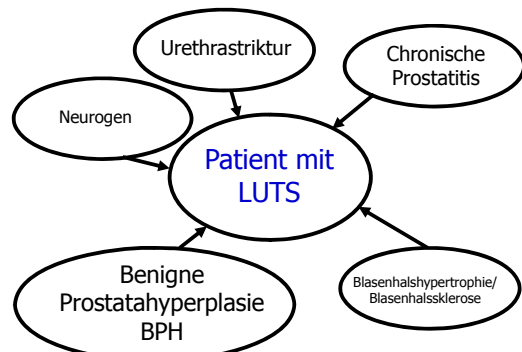 Urethrastriktur
Chronische
Prostatitis
Neurogen
Patient mit
LUTS
Benigne
Prostatahyperplasie
BPH
Blasenhalshypertrophie/
Blasenhalssklerose